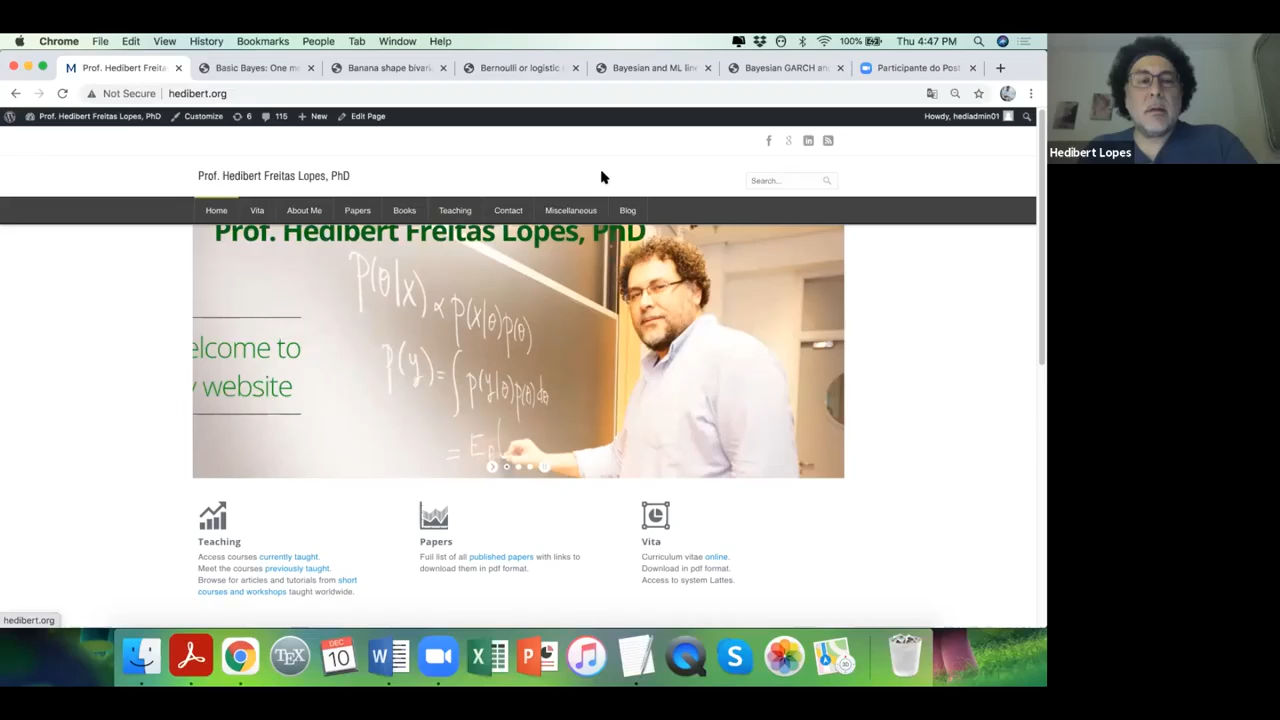 Chrome File Edit View History Bookmarks People Tab Window Help 100% Thu 4:47 PM
Prof. Hedibert Freita Basic Bayes: One m Banana shape bivari Bernoulli or logistic Bayesian and ML line Bayesian GARCH an Participante do Post
Not Secure hedibert.org
Prof. Hedibert Freitas Lopes, PhD Customize 6 115 New Edit Page Howdy, hediadmin01
Prof. Hedibert Freitas Lopes, PhD Search...
Home Vita About Me Papers Books Teaching Contact Miscellaneous Blog
Prof. Hedibert Freitas Lopes, PhD
p(θ|x) ∝ p(x|θ)p(θ)
p(y) = ∫ p(y|θ)p(θ)dθ
elcome to
website
Teaching
Access courses currently taught.
Meet the courses previously taught.
Browse for articles and tutorials from short
courses and workshops taught worldwide.
Papers
Full list of all published papers with links to
download them in pdf format.
Vita
Curriculum vitae online.
Download in pdf format.
Access to system Lattes.
hedibert.org
TEX DEC 10 W X P S
Hedibert Lopes